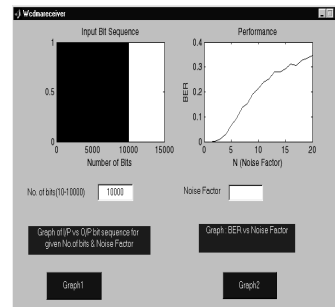 Wcdmareceiver
Input Bit Sequence
1
0.5
0
0 5000 10000 15000
Number of Bits
Performance
0.4
0.3
0.2
0.1
0
BER
0 5 10 15 20
N (Noise Factor)
No. of bits(10-10000) 10000
Noise Factor
Graph of I/P vs O/P bit sequence for
given No.of bits & Noise Factor
Graph : BER vs Noise Factor
Graph1
Graph2